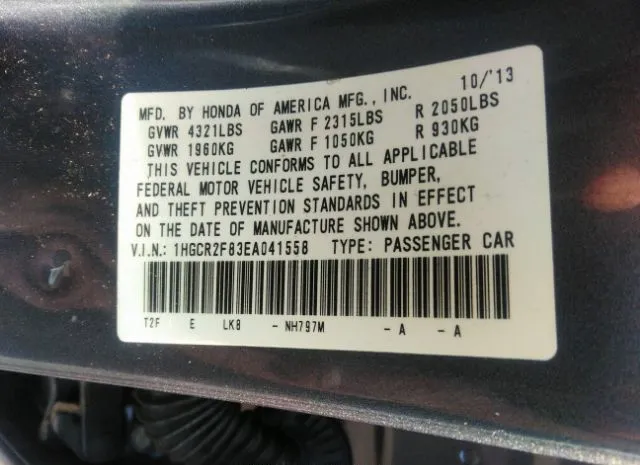 MFD. BY HONDA OF AMERICA MFG., INC. 10/'13
GVWR 4321LBS GAWR F 2315LBS R 2050LBS
GVWR 1960KG GAWR F 1050KG R 930KG
THIS VEHICLE CONFORMS TO ALL APPLICABLE
FEDERAL MOTOR VEHICLE SAFETY, BUMPER,
AND THEFT PREVENTION STANDARDS IN EFFECT
ON THE DATE OF MANUFACTURE SHOWN ABOVE.
V.I.N.: 1HGCR2F83EA041558 TYPE: PASSENGER CAR
T2F E LK8 - NH797M - A - A